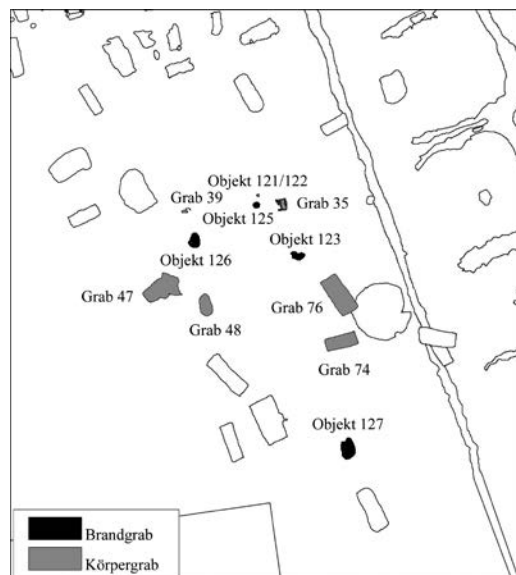 Objekt 121/122
Grab 39
Grab 35
Objekt 125
Objekt 123
Objekt 126
Grab 47
Grab 76
Grab 48
Grab 74
Objekt 127
Brandgrab
Körpergrab